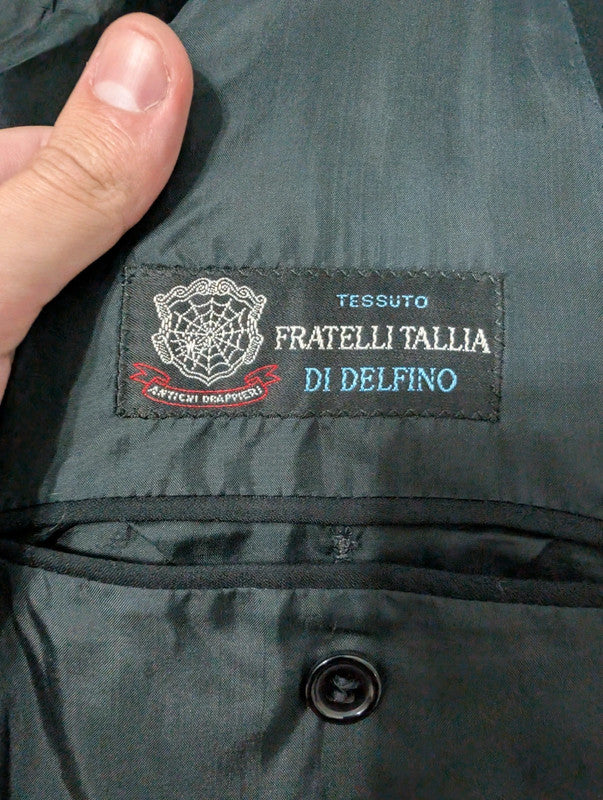 TESSUTO
FRATELLI TALLIA
DI DELFINO
ANTICHI DRAPPIERI